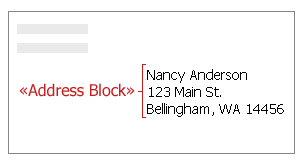 «Address Block»
Nancy Anderson
123 Main St.
Bellingham, WA 14456